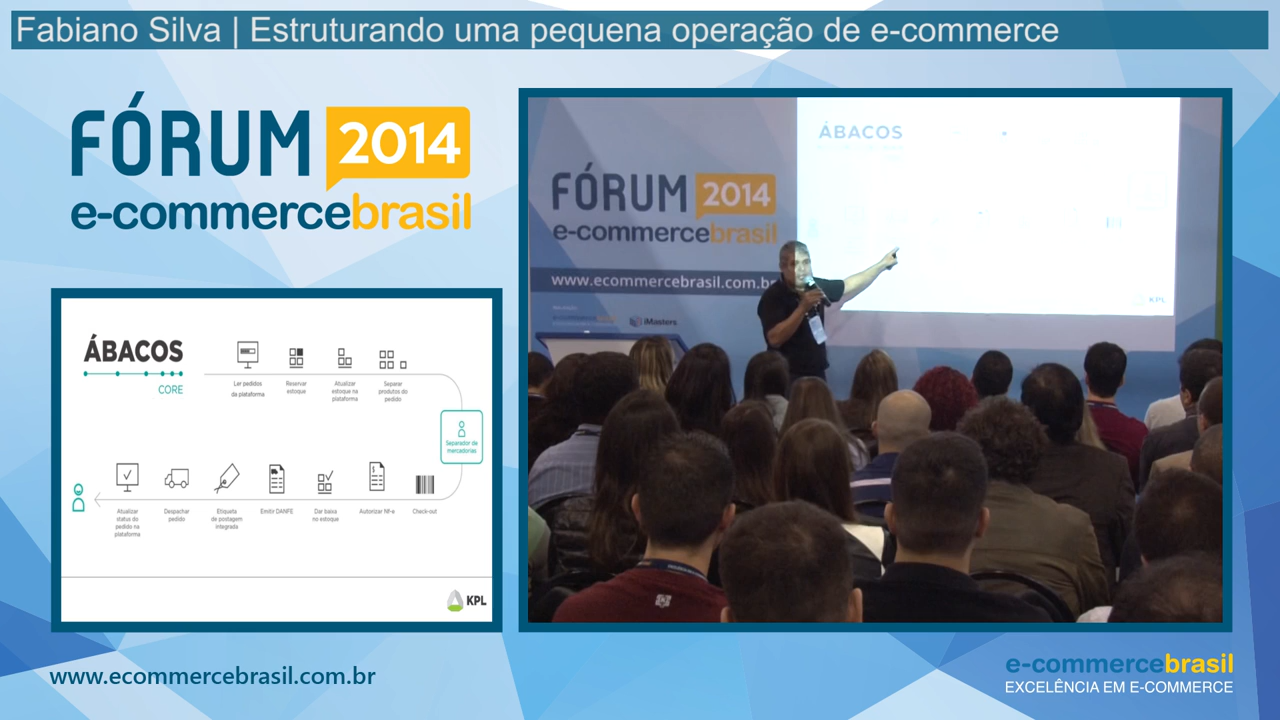 Fabiano Silva | Estruturando uma pequena operação de e-commerce
FÓRUM 2014
e-commercebrasil
ÁBACOS
CORE
Ler pedidos
da plataforma
Reservar
estoque
Atualizar
estoque na
plataforma
Separar
produtos do
pedido
Separador de
mercadorias
Atualizar
status do
pedido na
plataforma
Despachar
pedido
Etiqueta
de postagem
integrada
Emitir DANFE
Dar baixa
no estoque
Autorizar NF-e
Check-out
KPL
ÁBACOS
FÓRUM 2014
e-commercebrasil
www.ecommercebrasil.com.br
iMasters
KPL
www.ecommercebrasil.com.br
e-commercebrasil
EXCELÊNCIA EM E-COMMERCE